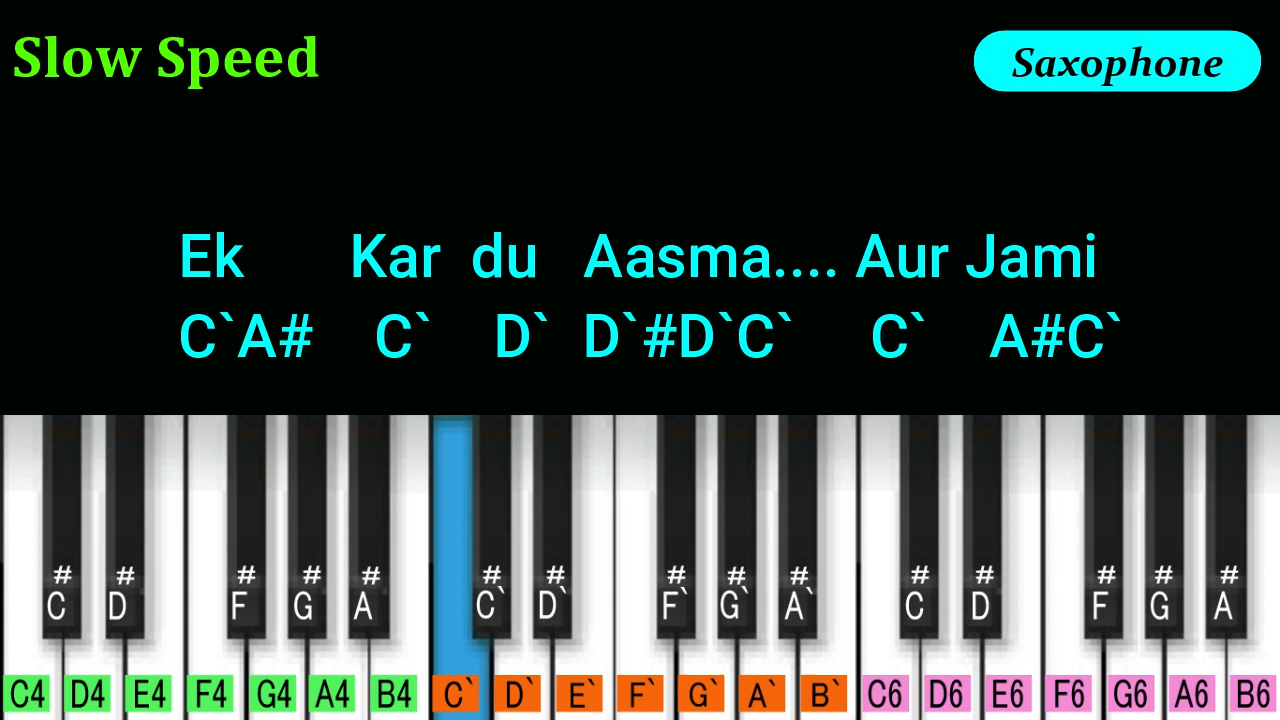 Slow Speed
Saxophone
Ek Kar du Aasma.... Aur Jami
C`A# C` D` D`#D`C` C` A#C`
# # # # # # # # # # # # # # #
C D F G A C` D` F` G` A` C D F G A
C4 D4 E4 F4 G4 A4 B4 C` D` E` F` G` A` B` C6 D6 E6 F6 G6 A6 B6